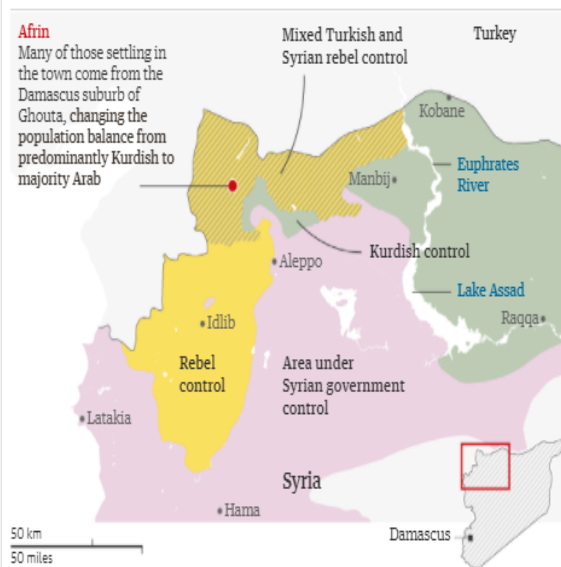 Afrin
Many of those settling in
the town come from the
Damascus suburb of
Ghouta, changing the
population balance from
predominantly Kurdish to
majority Arab
Mixed Turkish and
Syrian rebel control
Turkey
Kobane
Euphrates
River
Manbij
Kurdish control
Aleppo
Lake Assad
Raqqa
Idlib
Rebel
control
Area under
Syrian government
control
Latakia
Syria
Hama
Damascus
50 km
50 miles